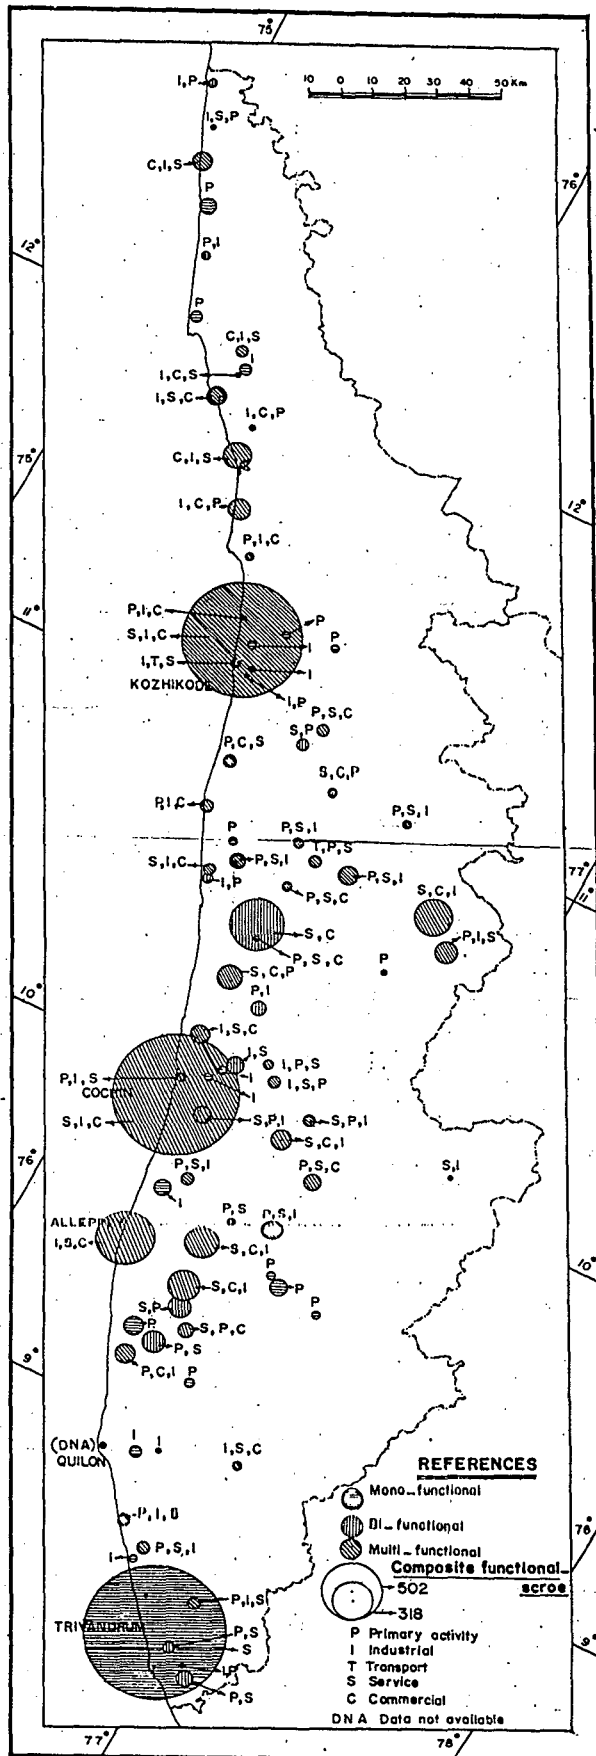 75°
10 0 10 20 30 40 50 Km
I,P
I,S,P
C,I,S
76°
P
12°
P,I
P
C,I,S
I
I,C,S
I,S,C
I,C,P
75°
C,I,S
I,C,P
12°
P,I,C
11°
P,I,C
P
S,I,C
I
P
I,T,S
I
KOZHIKODE
I,P
P,S,C
S,P
P,C,S
S,C,P
P,I,C
P,S,I
P
P,S,I
I,P,S
P,S,I
S,I,C
I,P
P,S,I
P,S,C
77°
11°
S,C,I
S,C
P,I,S
P,S,C
P
S,C,P
P,I
10°
I,S,C
I,S
I,P,S
I
P,I,S
I
I,S,P
COCHIN
S,I,C
S,P,I
S,P,I
S,C,I
76°
P,S,I
P,S,C
S,I
I
P,S
P,S,I
ALLEPPI
I,S,C
S,C,I
P
10°
S,C,I
P
S,P
P
P
S,P,C
P,S
9°
P,C,I
P
(DNA)
QUILON
I
I
I,S,C
REFERENCES
Mono-functional
P,I,S
Bi-functional
78°
P,S,I
Multi-functional
I
Composite functional-
scroe
502
318
P,I,S
TRIVANDRUM
P,S
S
I,P
P,S
P Primary activity
I Industrial
T Transport
S Service
C Commercial
DNA Data not available
9°
77°
78°